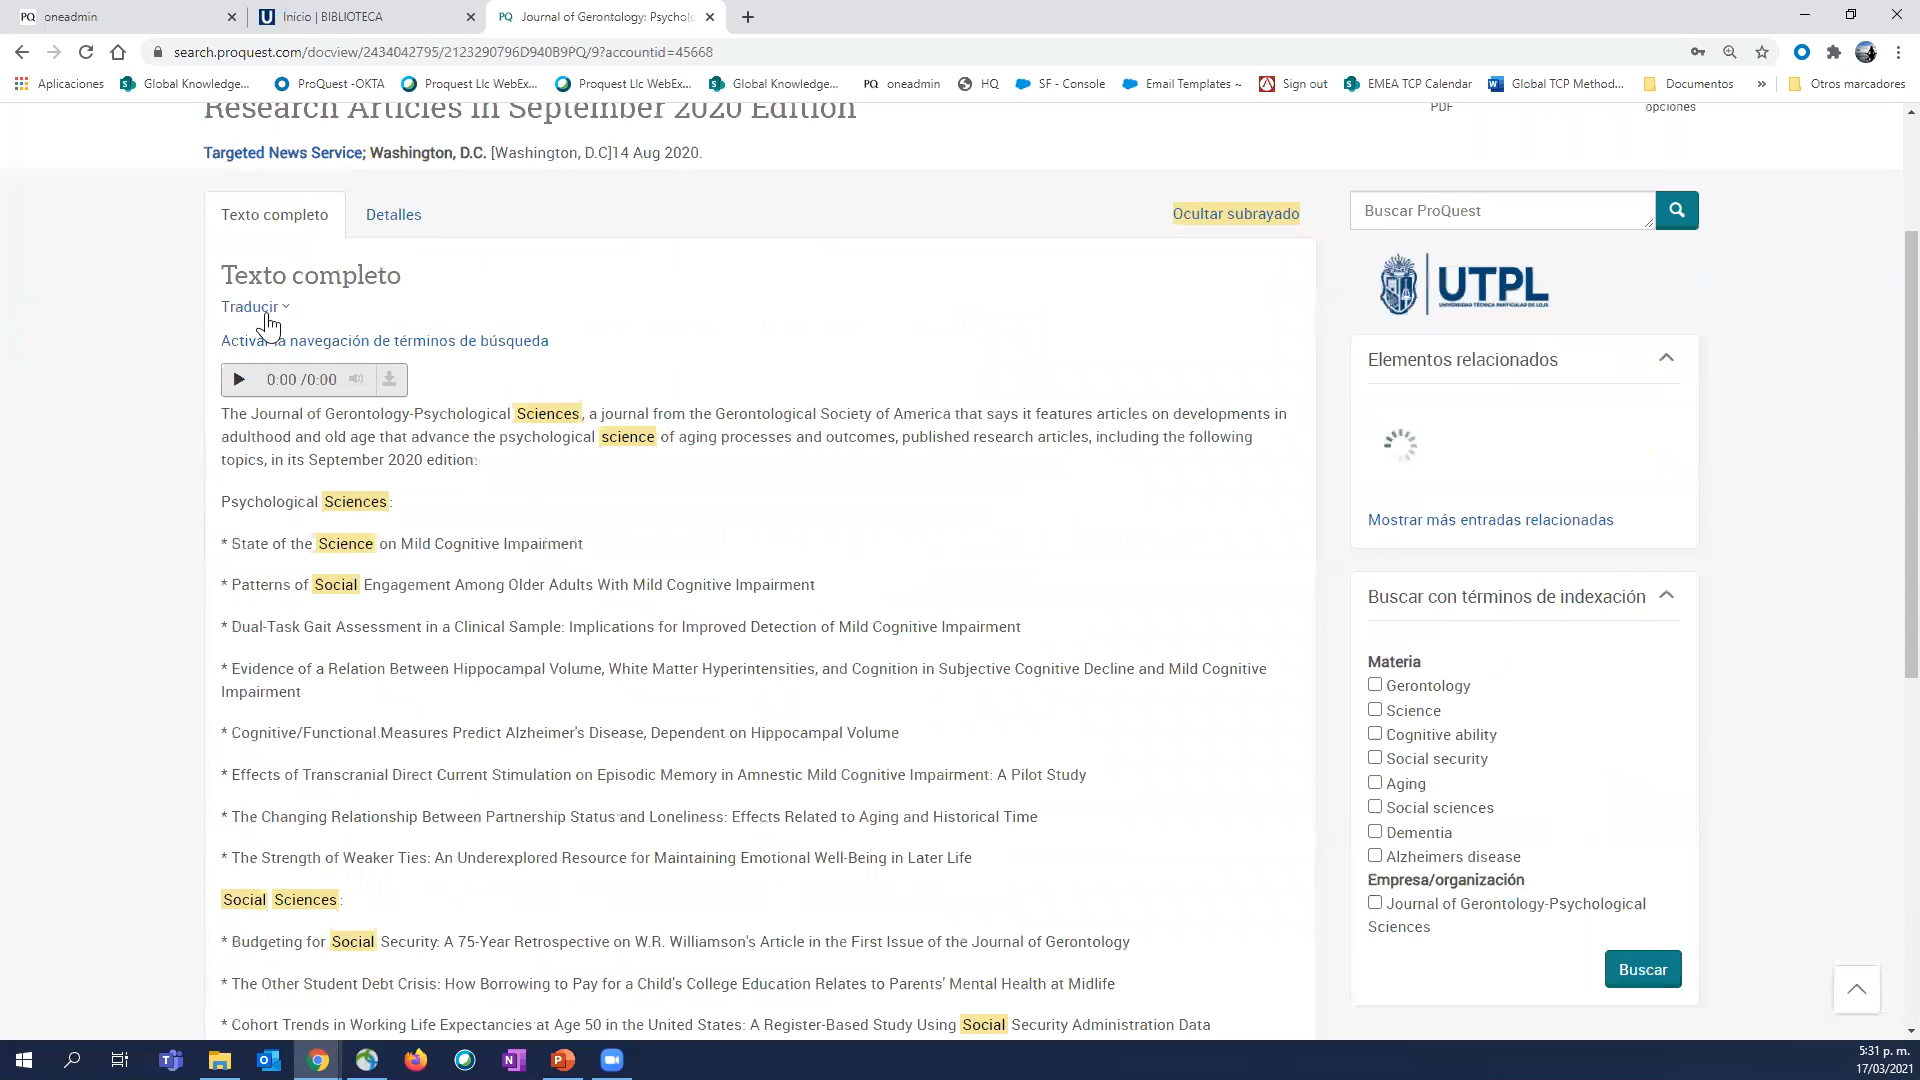 oneadmin
Inicio | BIBLIOTECA
PQ Journal of Gerontology: Psycholo
search.proquest.com/docview/2434042795/2123290796D940B9PQ/9?accountid=45668
Aplicaciones Global Knowledge... ProQuest -OKTA Proquest Llc WebEx... Proquest Llc WebEx... Global Knowledge... PQ oneadmin HQ SF - Console Email Templates ~ Sign out EMEA TCP Calendar Global TCP Method... Documentos » Otros marcadores
Research Articles in September 2020 Edition
PDF
opciones
Targeted News Service; Washington, D.C. [Washington, D.C]14 Aug 2020.
Texto completo Detalles Ocultar subrayado
Texto completo
Traducir
Activar la navegación de términos de búsqueda
0:00 /0:00
The Journal of Gerontology-Psychological Sciences, a journal from the Gerontological Society of America that says it features articles on developments in
adulthood and old age that advance the psychological science of aging processes and outcomes, published research articles, including the following
topics, in its September 2020 edition:
Psychological Sciences:
* State of the Science on Mild Cognitive Impairment
* Patterns of Social Engagement Among Older Adults With Mild Cognitive Impairment
* Dual-Task Gait Assessment in a Clinical Sample: Implications for Improved Detection of Mild Cognitive Impairment
* Evidence of a Relation Between Hippocampal Volume, White Matter Hyperintensities, and Cognition in Subjective Cognitive Decline and Mild Cognitive
Impairment
* Cognitive/Functional Measures Predict Alzheimer's Disease, Dependent on Hippocampal Volume
* Effects of Transcranial Direct Current Stimulation on Episodic Memory in Amnestic Mild Cognitive Impairment: A Pilot Study
* The Changing Relationship Between Partnership Status and Loneliness: Effects Related to Aging and Historical Time
* The Strength of Weaker Ties: An Underexplored Resource for Maintaining Emotional Well-Being in Later Life
Social Sciences:
* Budgeting for Social Security: A 75-Year Retrospective on W.R. Williamson's Article in the First Issue of the Journal of Gerontology
* The Other Student Debt Crisis: How Borrowing to Pay for a Child's College Education Relates to Parents' Mental Health at Midlife
* Cohort Trends in Working Life Expectancies at Age 50 in the United States: A Register-Based Study Using Social Security Administration Data
Buscar ProQuest
UTPL
UNIVERSIDAD TÉCNICA PARTICULAR DE LOJA
Elementos relacionados
Mostrar más entradas relacionadas
Buscar con términos de indexación
Materia
Gerontology
Science
Cognitive ability
Social security
Aging
Social sciences
Dementia
Alzheimers disease
Empresa/organización
Journal of Gerontology-Psychological
Sciences
Buscar
5:31 p. m.
17/03/2021